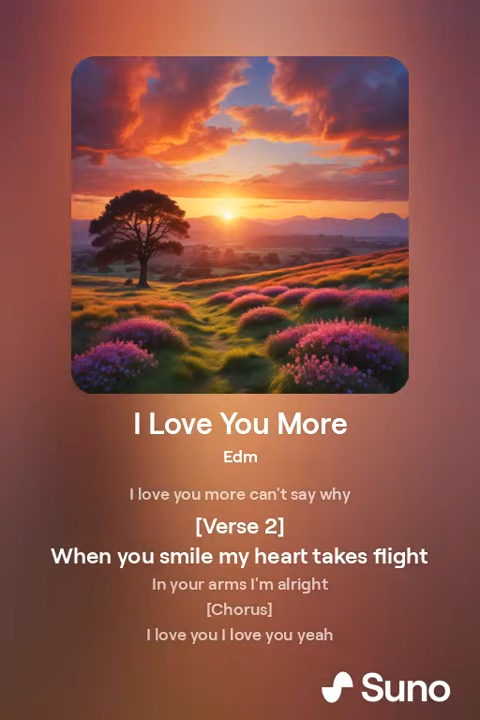 I Love You More
Edm
I love you more can't say why
[Verse 2]
When you smile my heart takes flight
In your arms I'm alright
[Chorus]
I love you I love you yeah
Suno